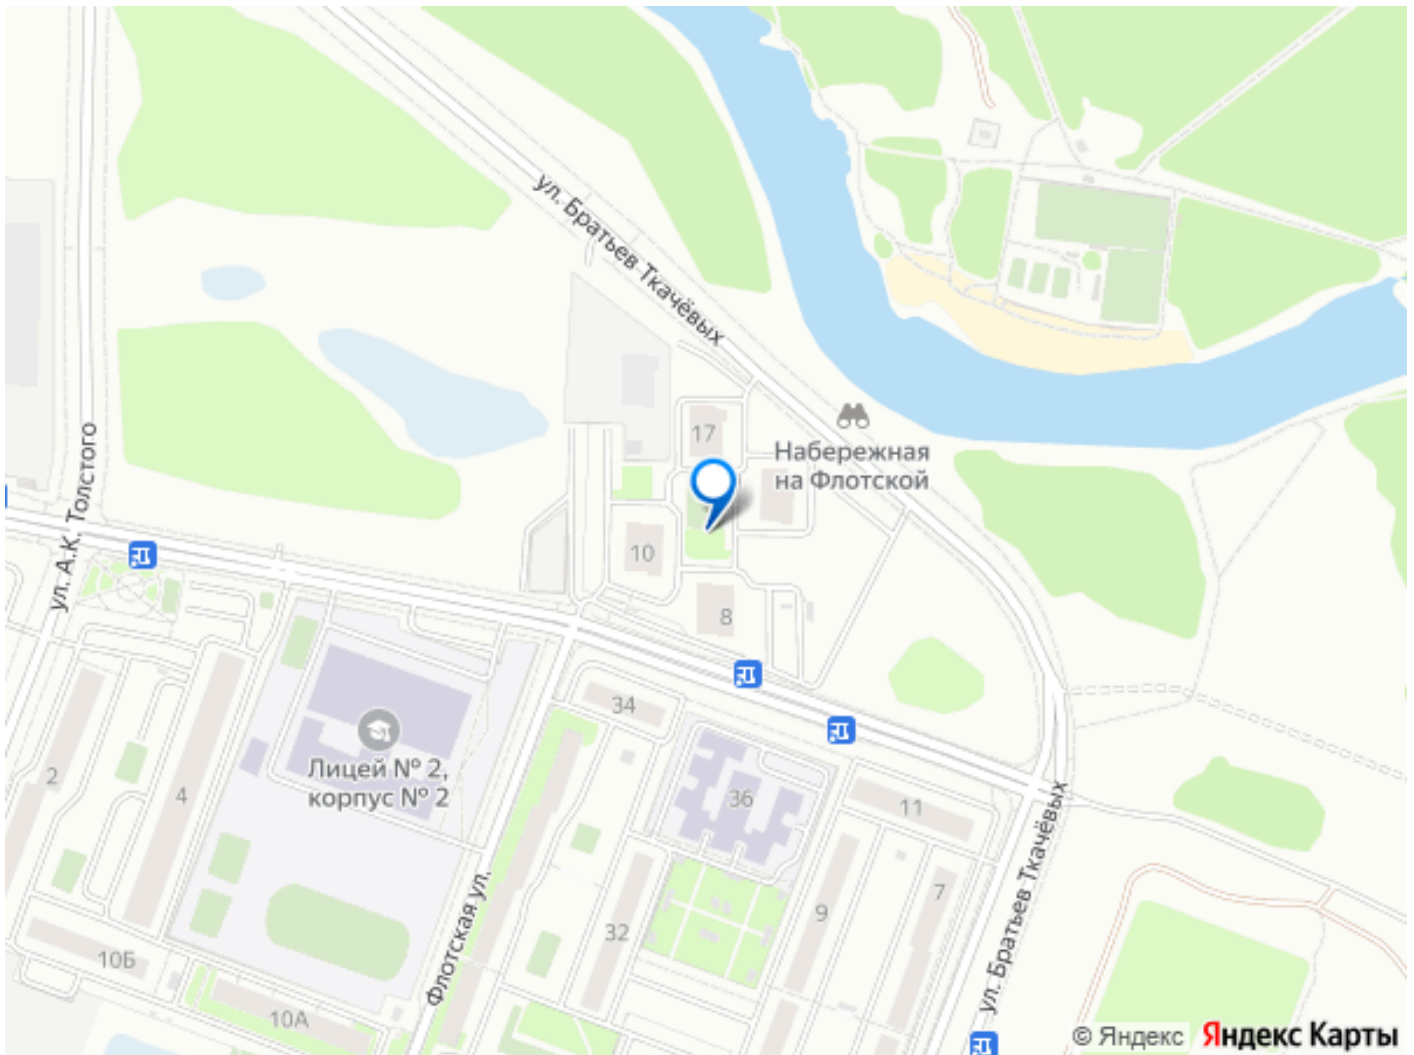 ул. Братьев Ткачёвых
ул. А.К. Толстого
17
Набережная
на Флотской
10
8
34
Лицей № 2,
корпус № 2
2
4
36
11
7
9
32
Флотская ул.
10Б
10А
ул. Братьев Ткачёвых
© Яндекс Яндекс Карты